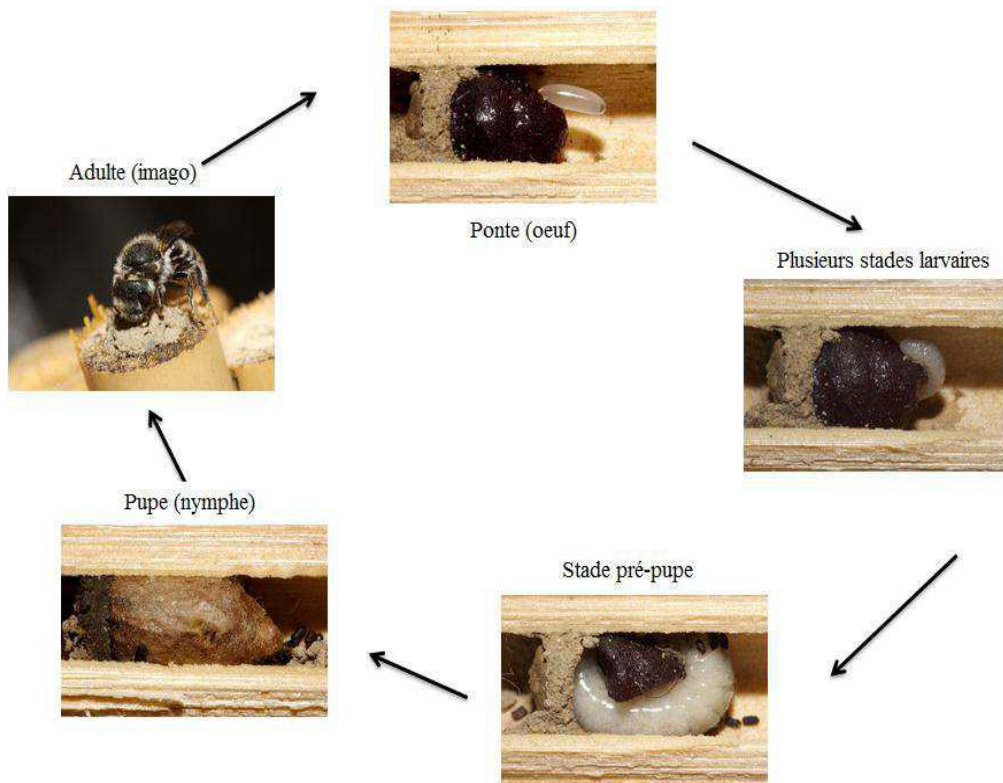 Adulte (imago)
Ponte (oeuf)
Plusieurs stades larvaires
Stade pré-pupe
Pupe (nymphe)